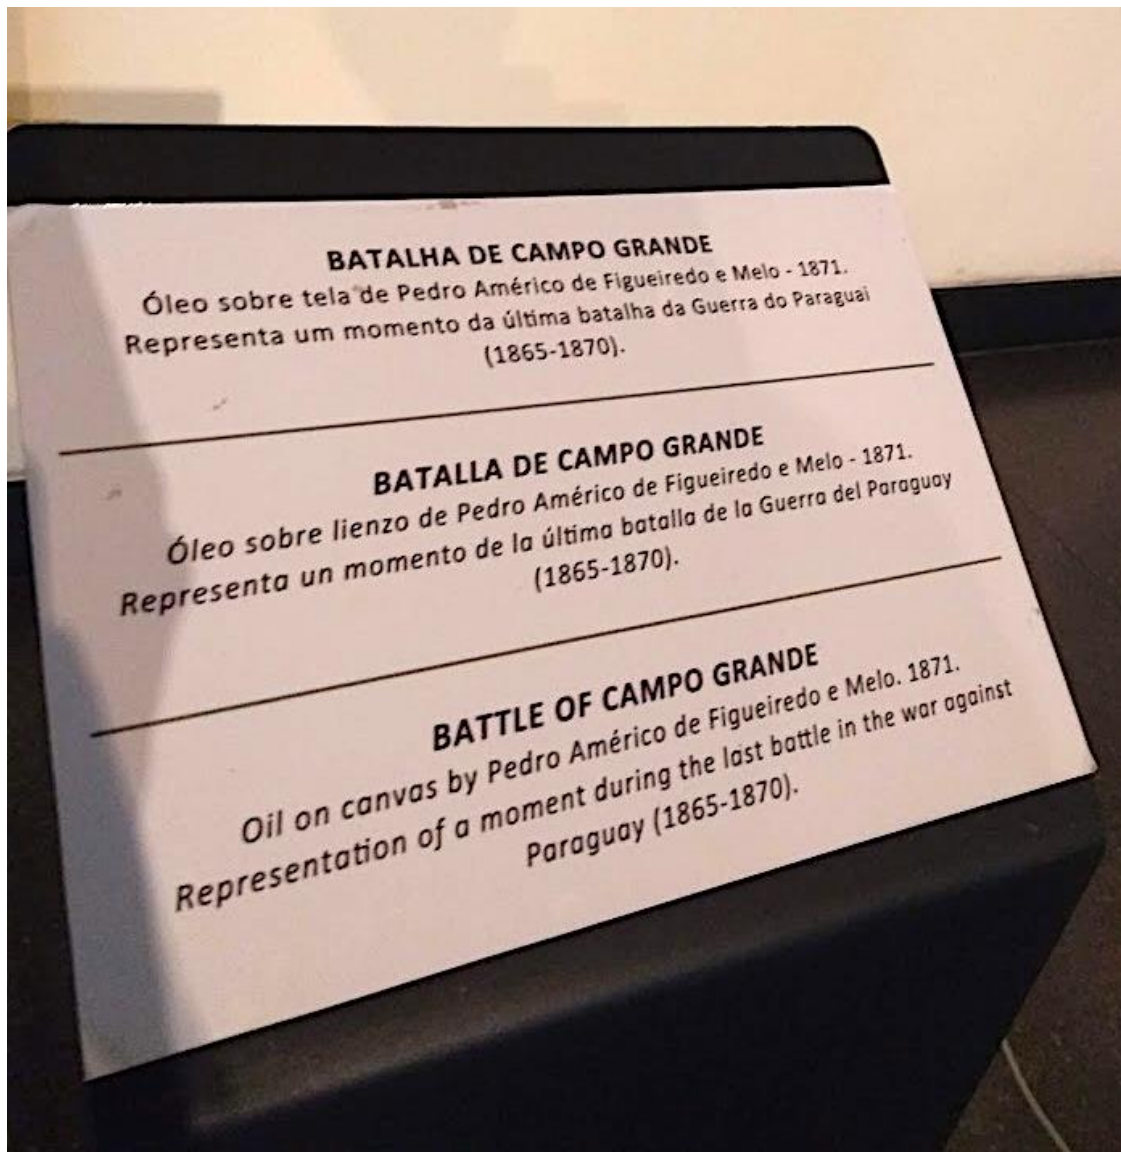 BATALHA DE CAMPO GRANDE
Óleo sobre tela de Pedro Américo de Figueiredo e Melo - 1871.
Representa um momento da última batalha da Guerra do Paraguai
(1865-1870).
BATALLA DE CAMPO GRANDE
Óleo sobre lienzo de Pedro Américo de Figueiredo e Melo - 1871.
Representa un momento de la última batalla de la Guerra del Paraguay
(1865-1870).
BATTLE OF CAMPO GRANDE
Oil on canvas by Pedro Américo de Figueiredo e Melo. 1871.
Representation of a moment during the last battle in the war against
Paraguay (1865-1870).